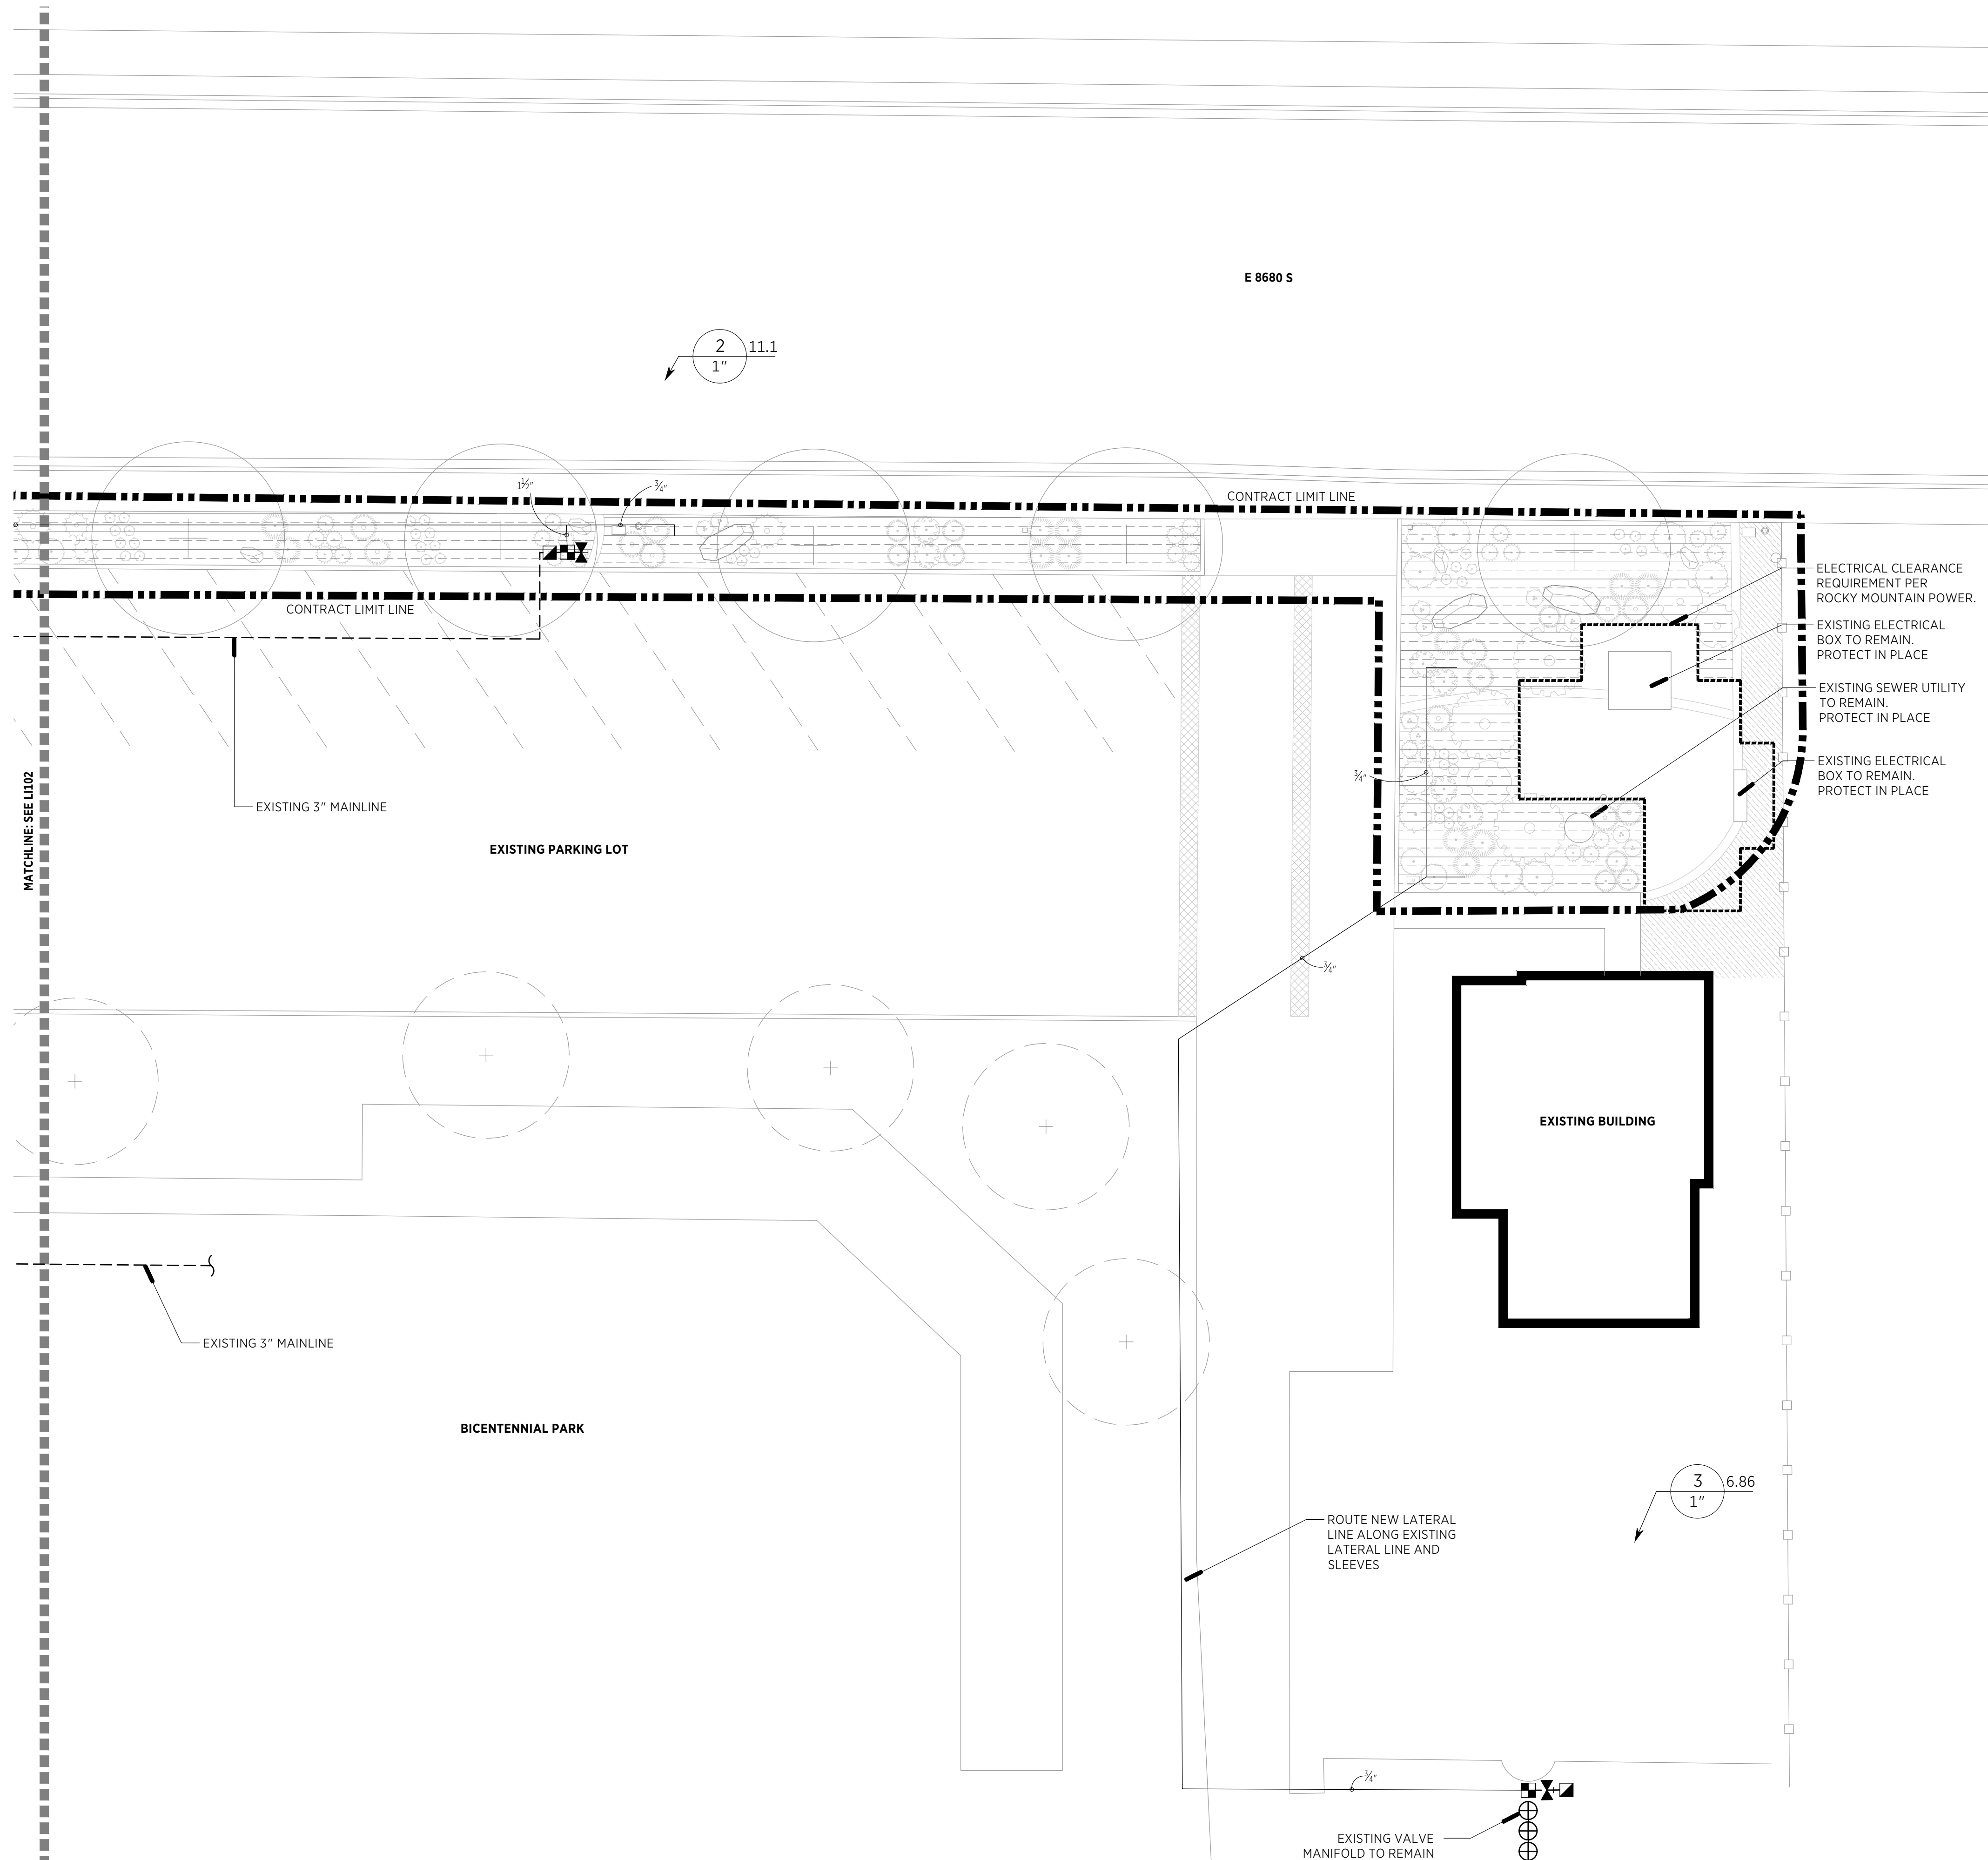 E 8680 S
2
11.1
1"
1½"
¾"
CONTRACT LIMIT LINE
ELECTRICAL CLEARANCE
REQUIREMENT PER
ROCKY MOUNTAIN POWER.
CONTRACT LIMIT LINE
EXISTING ELECTRICAL
BOX TO REMAIN.
PROTECT IN PLACE
EXISTING SEWER UTILITY
TO REMAIN.
PROTECT IN PLACE
EXISTING ELECTRICAL
BOX TO REMAIN.
PROTECT IN PLACE
¾"
MATCHLINE: SEE LI102
EXISTING 3" MAINLINE
EXISTING PARKING LOT
¾"
EXISTING BUILDING
EXISTING 3" MAINLINE
BICENTENNIAL PARK
3
6.86
1"
ROUTE NEW LATERAL
LINE ALONG EXISTING
LATERAL LINE AND
SLEEVES
¾"
EXISTING VALVE
MANIFOLD TO REMAIN